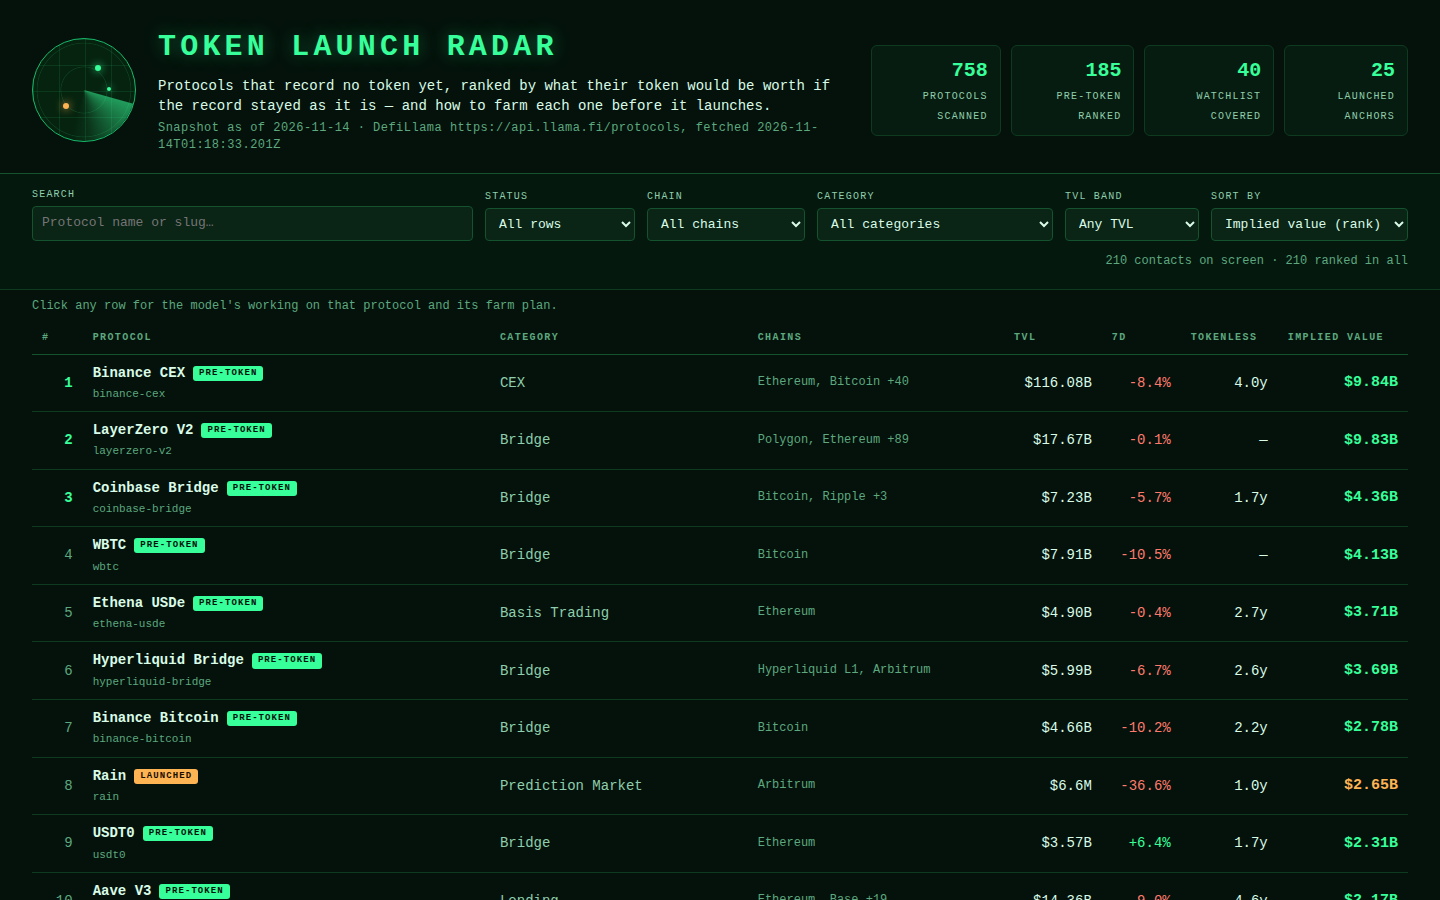 TOKEN LAUNCH RADAR
Protocols that record no token yet, ranked by what their token would be worth if
the record stayed as it is — and how to farm each one before it launches.
Snapshot as of 2026-11-14 · DefiLlama https://api.llama.fi/protocols, fetched 2026-11-
14T01:18:33.201Z
758
PROTOCOLS
SCANNED
185
PRE-TOKEN
RANKED
40
WATCHLIST
COVERED
25
LAUNCHED
ANCHORS
SEARCH
Protocol name or slug…
STATUS
All rows
CHAIN
All chains
CATEGORY
All categories
TVL BAND
Any TVL
SORT BY
Implied value (rank)
210 contacts on screen · 210 ranked in all
Click any row for the model's working on that protocol and its farm plan.
# PROTOCOL CATEGORY CHAINS TVL 7D TOKENLESS IMPLIED VALUE
1 Binance CEX PRE-TOKEN CEX Ethereum, Bitcoin +40 $116.08B -8.4% 4.0y $9.84B
binance-cex
2 LayerZero V2 PRE-TOKEN Bridge Polygon, Ethereum +89 $17.67B -0.1% — $9.83B
layerzero-v2
3 Coinbase Bridge PRE-TOKEN Bridge Bitcoin, Ripple +3 $7.23B -5.7% 1.7y $4.36B
coinbase-bridge
4 WBTC PRE-TOKEN Bridge Bitcoin $7.91B -10.5% — $4.13B
wbtc
5 Ethena USDe PRE-TOKEN Basis Trading Ethereum $4.90B -0.4% 2.7y $3.71B
ethena-usde
6 Hyperliquid Bridge PRE-TOKEN Bridge Hyperliquid L1, Arbitrum $5.99B -6.7% 2.6y $3.69B
hyperliquid-bridge
7 Binance Bitcoin PRE-TOKEN Bridge Bitcoin $4.66B -10.2% 2.2y $2.78B
binance-bitcoin
8 Rain LAUNCHED Prediction Market Arbitrum $6.6M -36.6% 1.0y $2.65B
rain
9 USDT0 PRE-TOKEN Bridge Ethereum $3.57B +6.4% 1.7y $2.31B
usdt0
10 Aave V3 PRE-TOKEN Lending Ethereum, Base +19 $14.36B -9.0% 4.6y $2.17B